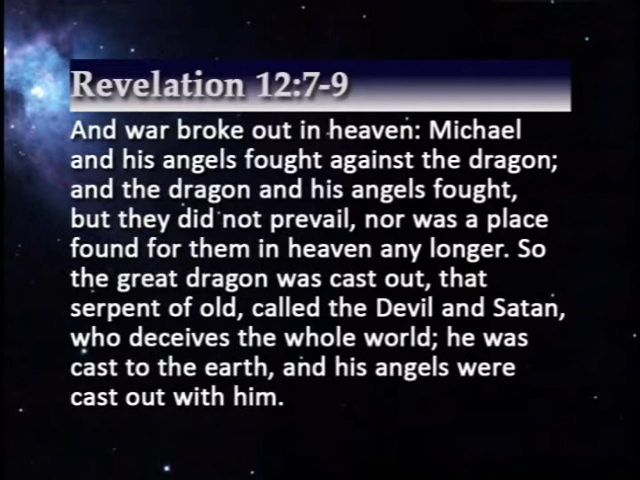 Revelation 12:7-9
And war broke out in heaven: Michael
and his angels fought against the dragon;
and the dragon and his angels fought,
but they did not prevail, nor was a place
found for them in heaven any longer. So
the great dragon was cast out, that
serpent of old, called the Devil and Satan,
who deceives the whole world; he was
cast to the earth, and his angels were
cast out with him.